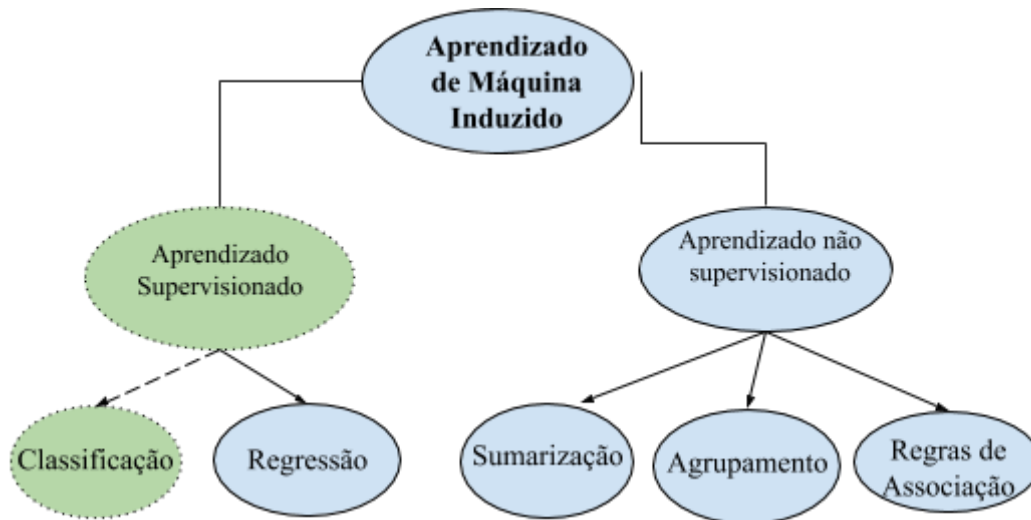 Aprendizado
de Máquina
Induzido
Aprendizado
Supervisionado
Aprendizado não
supervisionado
Classificação
Regressão
Sumarização
Agrupamento
Regras de
Associação